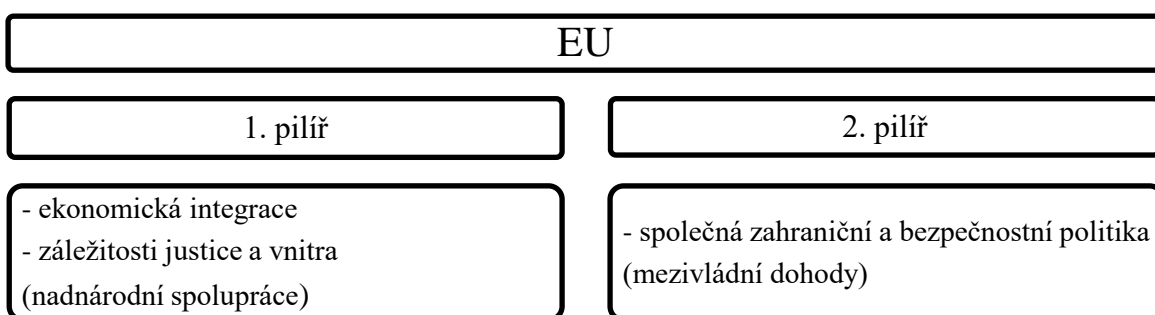 EU
1. pilíř
2. pilíř
- ekonomická integrace
- záležitosti justice a vnitra
(nadnárodní spolupráce)
- společná zahraniční a bezpečnostní politika
(mezivládní dohody)